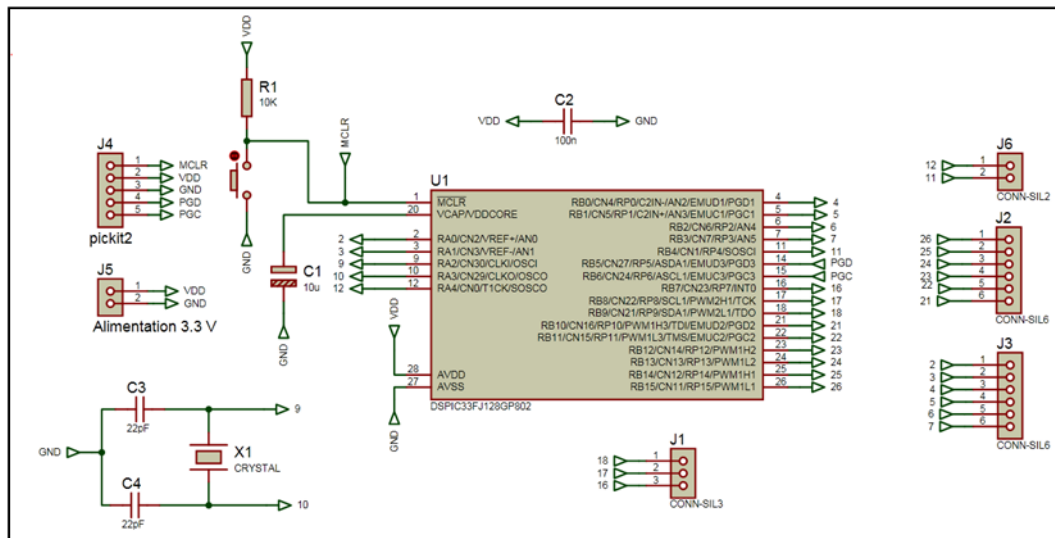 VDD
R1
10K
C2
VDD
GND
100n
J4
1 MCLR
2 VDD
3 GND
4 PGD
5 PGC
pickit2
MCLR
GND
J5
1 VDD
2 GND
Alimentation 3.3 V
C1
10u
GND
VDD
GND
U1
1 MCLR
20 VCAP/VDDCORE
2 2 RA0/CN2/VREF+/AN0
3 3 RA1/CN3/VREF-/AN1
9 9 RA2/CN30/CLKI/OSCI
10 10 RA3/CN29/CLKO/OSCO
12 12 RA4/CN0/T1CK/SOSCO
28 AVDD
27 AVSS
RB0/CN4/RP0/C2IN-/AN2/EMUD1/PGD1 4 4
RB1/CN5/RP1/C2IN+/AN3/EMUC1/PGC1 5 5
RB2/CN6/RP2/AN4 6 6
RB3/CN7/RP3/AN5 7 7
RB4/CN1/RP4/SOSCI 11 11
RB5/CN27/RP5/ASDA1/EMUD3/PGD3 14 PGD
RB6/CN24/RP6/ASCL1/EMUC3/PGC3 15 PGC
RB7/CN23/RP7/INT0 16 16
RB8/CN22/RP8/SCL1/PWM2H1/TCK 17 17
RB9/CN21/RP9/SDA1/PWM2L1/TDO 18 18
RB10/CN16/RP10/PWM1H3/TDI/EMUD2/PGD2 21 21
RB11/CN15/RP11/PWM1L3/TMS/EMUC2/PGC2 22 22
RB12/CN14/RP12/PWM1H2 23 23
RB13/CN13/RP13/PWM1L2 24 24
RB14/CN12/RP14/PWM1H1 25 25
RB15/CN11/RP15/PWM1L1 26 26
DSPIC33FJ128GP802
J6
12 1
11 2
CONN-SIL2
J2
26 1
25 2
24 3
23 4
22 5
21 6
CONN-SIL6
J3
2 1
3 2
4 3
5 4
6 5
7 6
CONN-SIL6
C3
22pF
9
GND
X1
CRYSTAL
C4
22pF
10
J1
18 1
17 2
16 3
CONN-SIL3